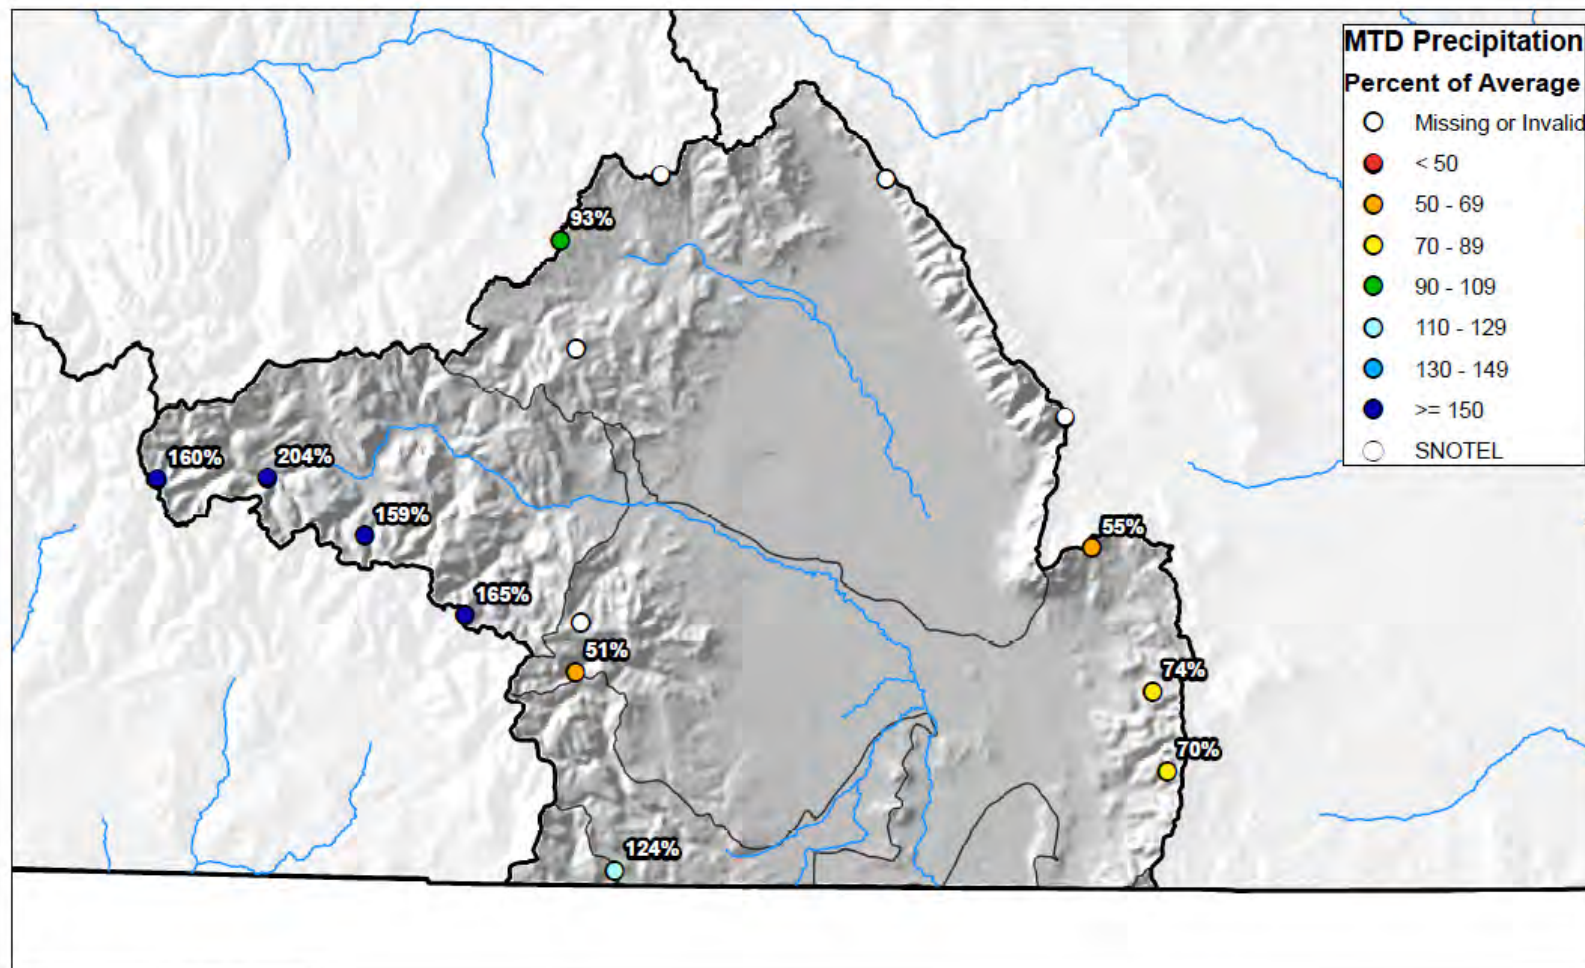 MTD Precipitation
Percent of Average
Missing or Invalid
< 50
50 - 69
70 - 89
90 - 109
110 - 129
130 - 149
>= 150
SNOTEL
93%
160%
204%
159%
55%
165%
51%
74%
70%
124%